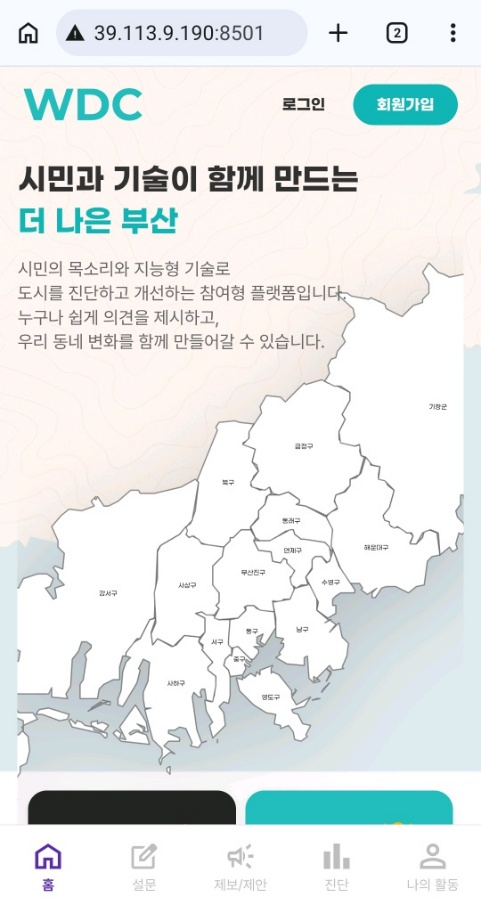 39.113.9.190:8501
2
WDC
로그인
회원가입
시민과 기술이 함께 만드는
더 나은 부산
시민의 목소리와 지능형 기술로
도시를 진단하고 개선하는 참여형 플랫폼입니다.
누구나 쉽게 의견을 제시하고,
우리 동네 변화를 함께 만들어갈 수 있습니다.
기장군
금정구
북구
동래구
연제구
해운대구
부산진구
수영구
사상구
강서구
동구
남구
서구
중구
사하구
영도구
홈
설문
제보/제안
진단
나의 활동